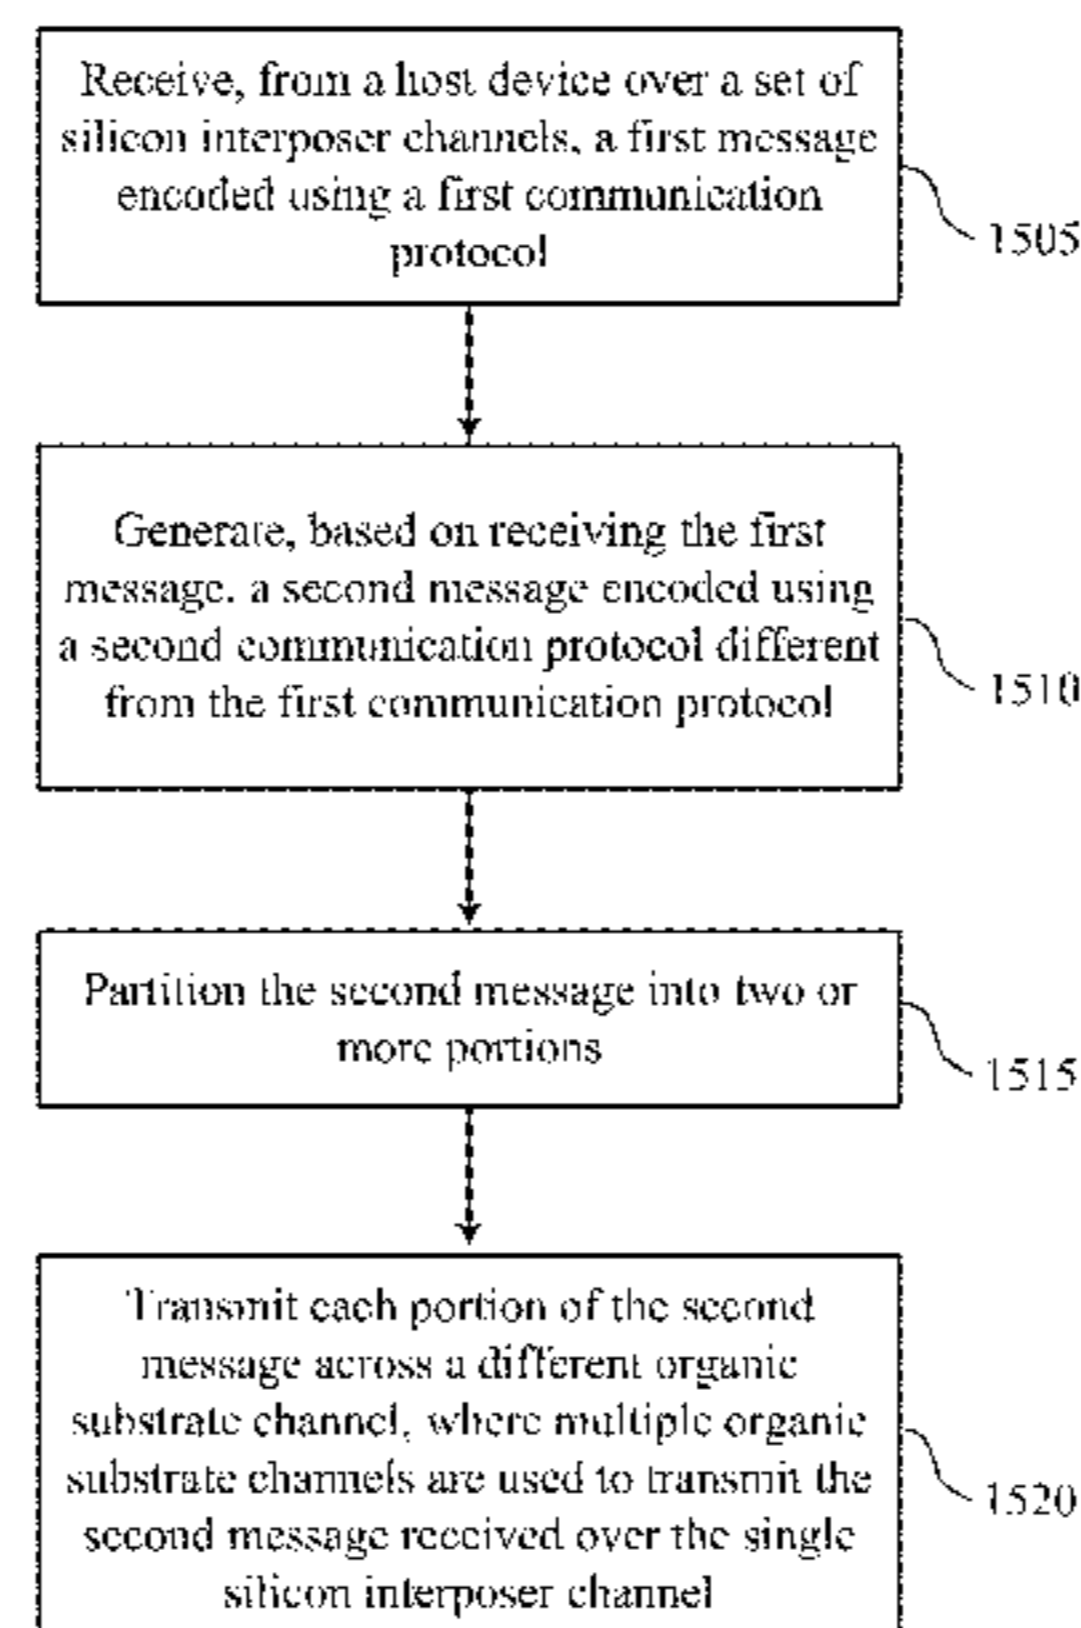 Receive, from a host device over a set of
silicon interposer channels, a first message
encoded using a first communication
protocol
1505
Generate, based on receiving the first
message. a second message encoded using
a second communication protocol different
from the first communication protocol
1510
Partition the second message into two or
more portions
1515
Transmit each portion of the second
message across a different organic
substrate channel, where multiple organic
substrate channels are used to transmit the
second message received over the single
silicon interposer channel
1520